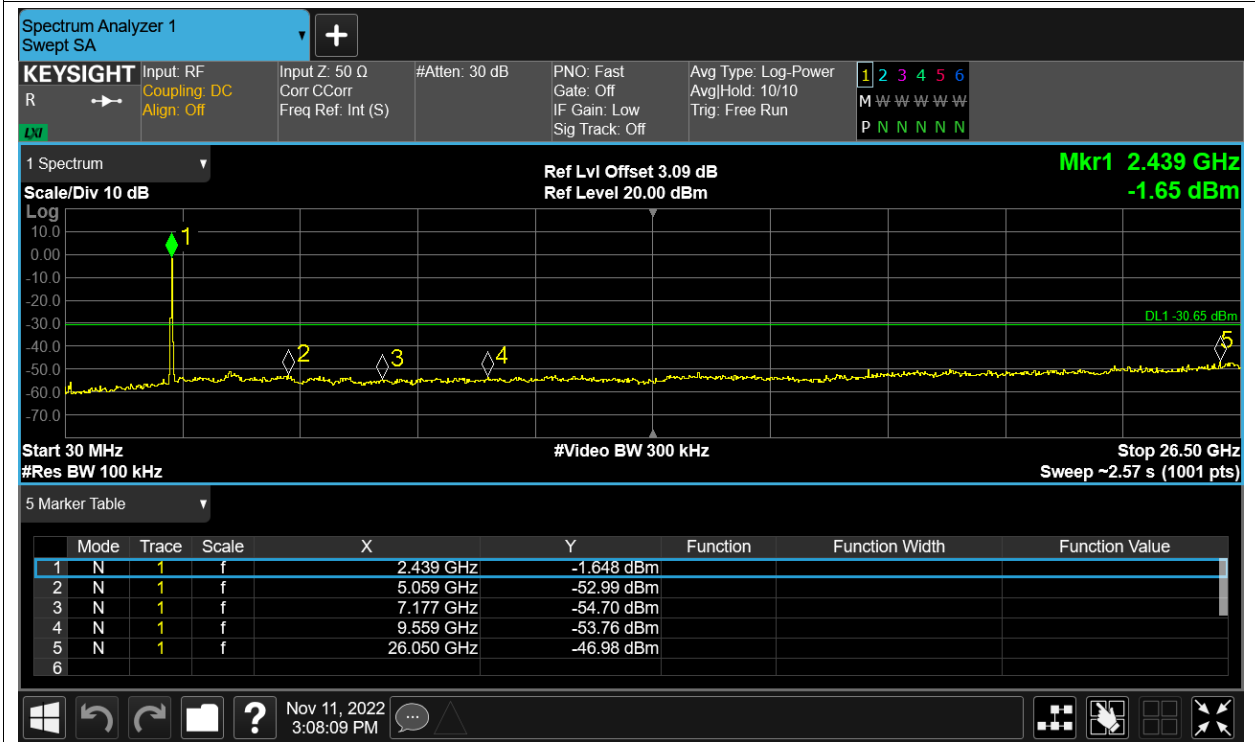 Spectrum Analyzer 1
Swept SA
KEYSIGHT
R
LXI
Input: RF
Coupling: DC
Align: Off
Input Z: 50 Ω
Corr CCorr
Freq Ref: Int (S)
#Atten: 30 dB
PNO: Fast
Gate: Off
IF Gain: Low
Sig Track: Off
Avg Type: Log-Power
Avg|Hold: 10/10
Trig: Free Run
1 2 3 4 5 6
M W W W W W
P N N N N N
1 Spectrum
Scale/Div 10 dB
Ref Lvl Offset 3.09 dB
Ref Level 20.00 dBm
Mkr1 2.439 GHz
-1.65 dBm
Log
10.0
0.00
-10.0
-20.0
-30.0
-40.0
-50.0
-60.0
-70.0
1
2
3
4
5
DL1 -30.65 dBm
Start 30 MHz
#Video BW 300 kHz
Stop 26.50 GHz
#Res BW 100 kHz
Sweep ~2.57 s (1001 pts)
5 Marker Table
Mode Trace Scale X Y Function Function Width Function Value
1 N 1 f 2.439 GHz -1.648 dBm
2 N 1 f 5.059 GHz -52.99 dBm
3 N 1 f 7.177 GHz -54.70 dBm
4 N 1 f 9.559 GHz -53.76 dBm
5 N 1 f 26.050 GHz -46.98 dBm
6
?
Nov 11, 2022
3:08:09 PM